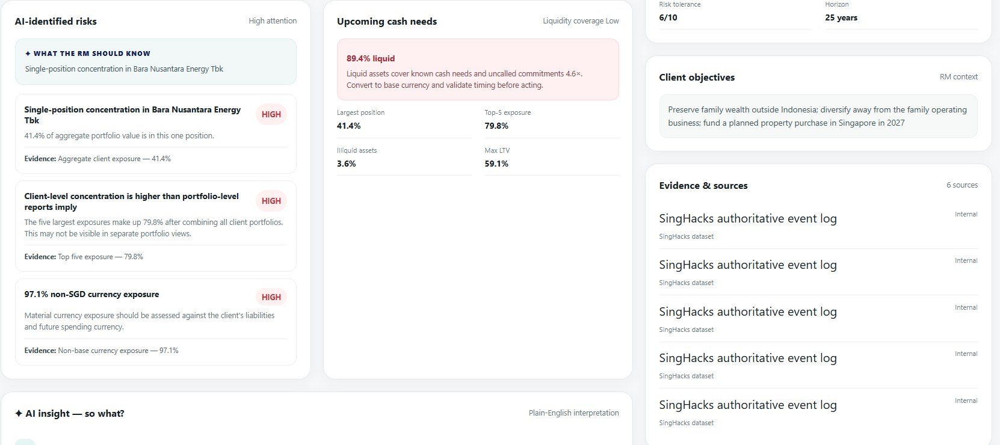 AI-identified risks
High attention
✦ WHAT THE RM SHOULD KNOW
Single-position concentration in Bara Nusantara Energy Tbk
Single-position concentration in Bara Nusantara Energy
Tbk
HIGH
41.4% of aggregate portfolio value is in this one position.
Evidence: Aggregate client exposure — 41.4%
Client-level concentration is higher than portfolio-level
reports imply
HIGH
The five largest exposures make up 79.8% after combining all client portfolios.
This may not be visible in separate portfolio views.
Evidence: Top five exposure — 79.8%
97.1% non-SGD currency exposure
HIGH
Material currency exposure should be assessed against the client's liabilities
and future spending currency.
Evidence: Non-base currency exposure — 97.1%
Upcoming cash needs
Liquidity coverage Low
89.4% liquid
Liquid assets cover known cash needs and uncalled commitments 4.6×.
Convert to base currency and validate timing before acting.
Largest position
41.4%
Top-5 exposure
79.8%
Illiquid assets
3.6%
Max LTV
59.1%
✦ AI insight — so what?
Plain-English interpretation
Risk tolerance
6/10
Horizon
25 years
Client objectives
RM context
Preserve family wealth outside Indonesia; diversify away from the family operating
business; fund a planned property purchase in Singapore in 2027
Evidence & sources
6 sources
SingHacks authoritative event log
Internal
SingHacks dataset
SingHacks authoritative event log
Internal
SingHacks dataset
SingHacks authoritative event log
Internal
SingHacks dataset
SingHacks authoritative event log
Internal
SingHacks dataset
SingHacks authoritative event log
Internal
SingHacks dataset